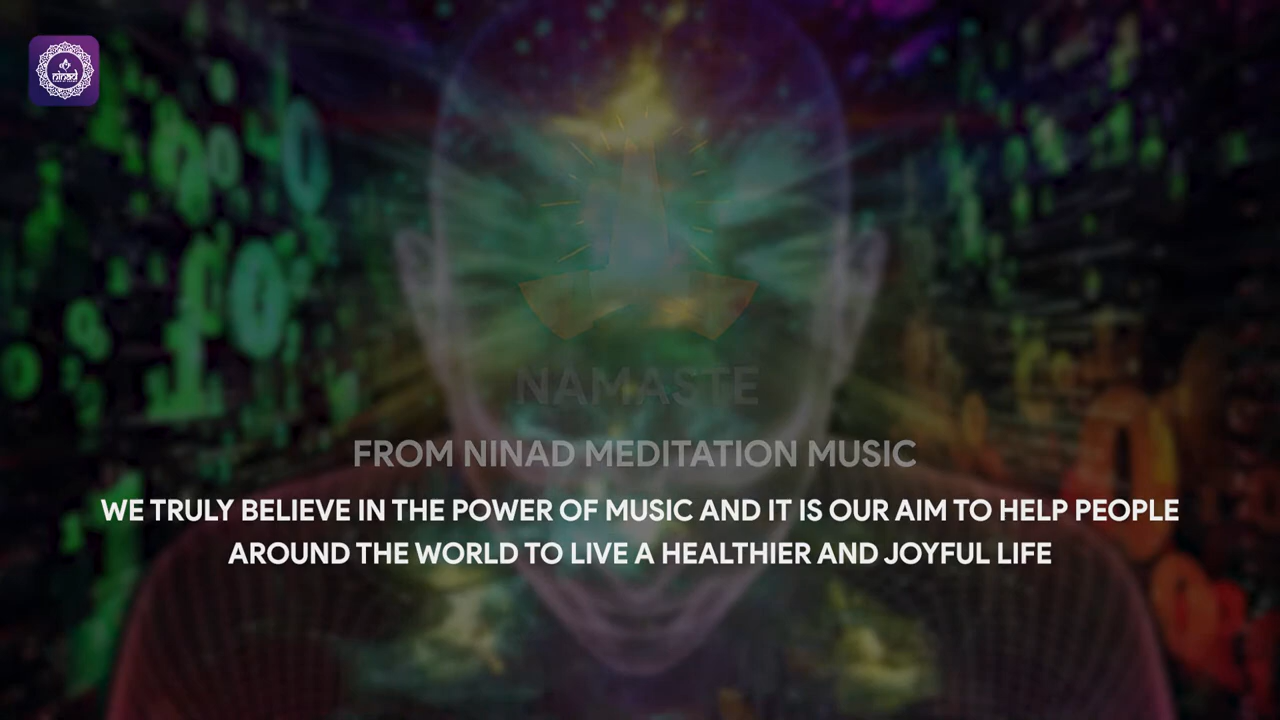 ninad
NAMASTE
FROM NINAD MEDITATION MUSIC
WE TRULY BELIEVE IN THE POWER OF MUSIC AND IT IS OUR AIM TO HELP PEOPLE
AROUND THE WORLD TO LIVE A HEALTHIER AND JOYFUL LIFE